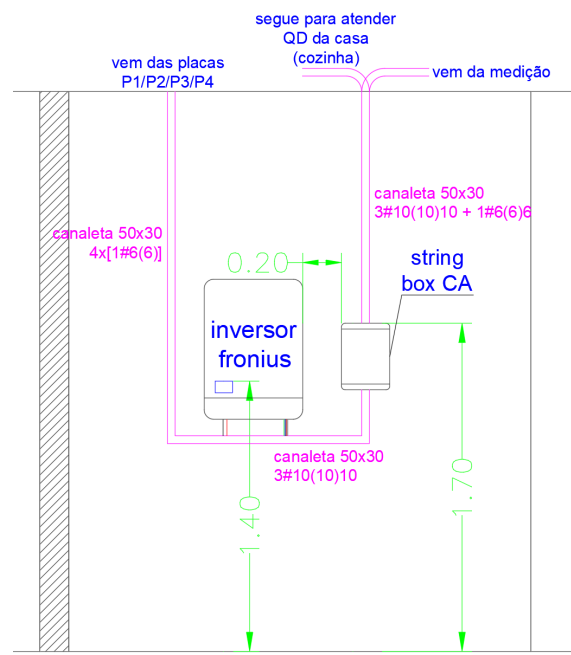 segue para atender
QD da casa
(cozinha)
vem das placas
P1/P2/P3/P4
vem da medição
canaleta 50x30
3#10(10)10 + 1#6(6)6
canaleta 50x30
4x[1#6(6)]
0.20
string
box CA
inversor
fronius
canaleta 50x30
3#10(10)10
1.40
1.70